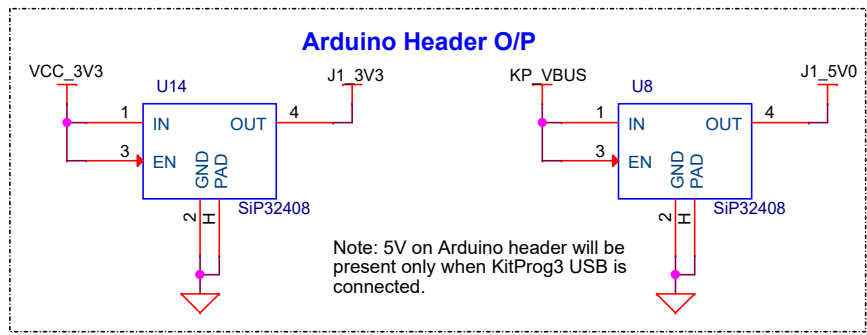 Arduino Header O/P
VCC_3V3
U14
J1_3V3
1
IN
OUT
4
3
EN
GND
PAD
2
H
SiP32408
KP_VBUS
U8
J1_5V0
1
IN
OUT
4
3
EN
GND
PAD
2
H
SiP32408
Note: 5V on Arduino header will be
present only when KitProg3 USB is
connected.